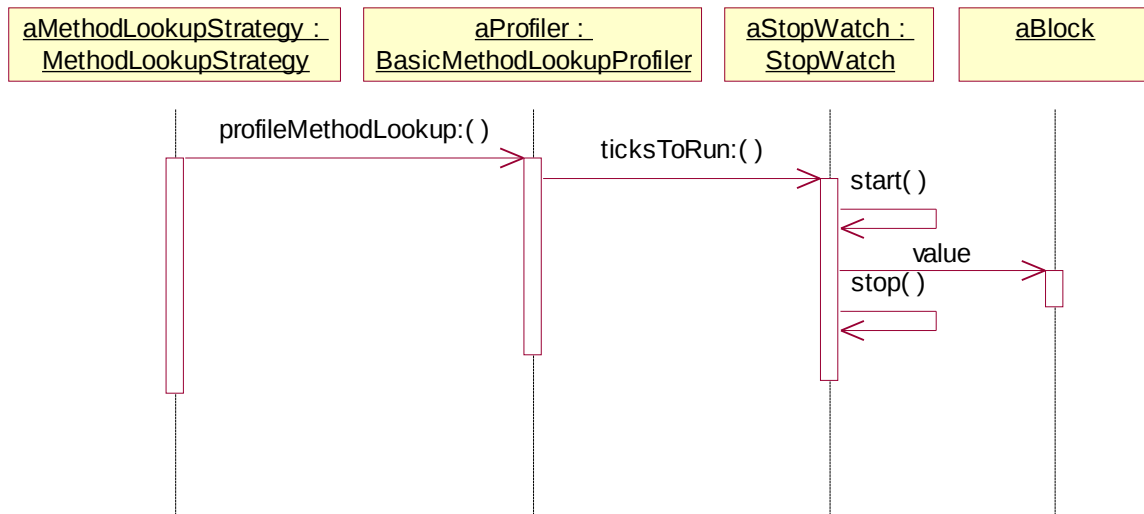 aMethodLookupStrategy :
MethodLookupStrategy
aProfiler :
BasicMethodLookupProfiler
aStopWatch :
StopWatch
aBlock
profileMethodLookup:( )
ticksToRun:( )
start( )
value
stop( )